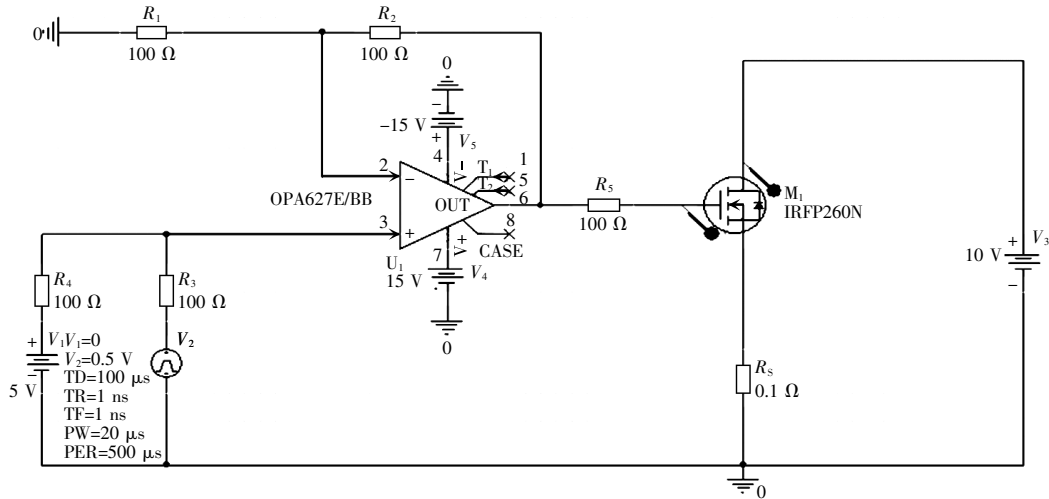 R1
100 Ω
R2
100 Ω
0
0
−
−15 V
+
V5
4
V−
1
T1
5
T2
6
2
−
OPA627E/BB
OUT
3
+
8
CASE
U1
7
V+
15 V
V4
0
R5
100 Ω
M1
IRFP260N
+
10 V
V3
−
R4
100 Ω
R3
100 Ω
+
V1V1=0
V2
V2=0.5 V
−
TD=100 μs
5 V
TR=1 ns
TF=1 ns
PW=20 μs
PER=500 μs
RS
0.1 Ω
0